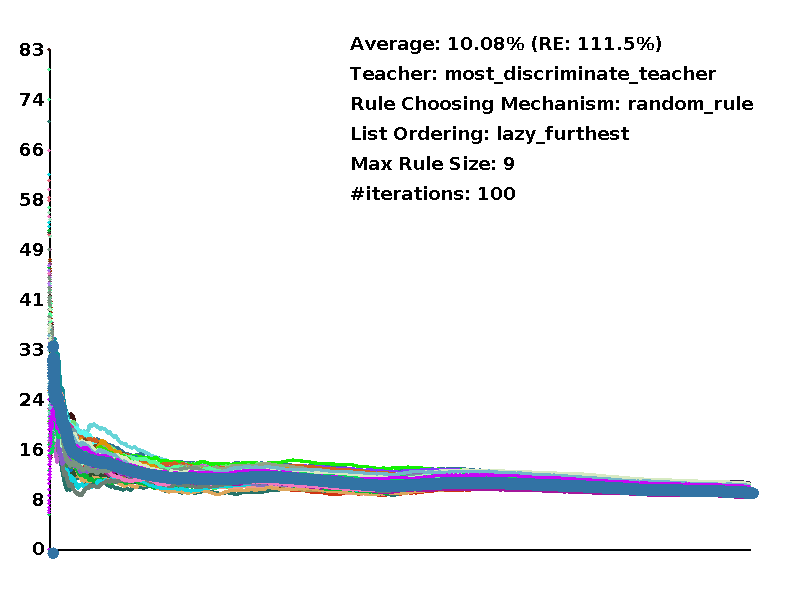 Average: 10.08% (RE: 111.5%)
Teacher: most_discriminate_teacher
Rule Choosing Mechanism: random_rule
List Ordering: lazy_furthest
Max Rule Size: 9
#iterations: 100
83
74
66
58
49
41
33
24
16
8
0